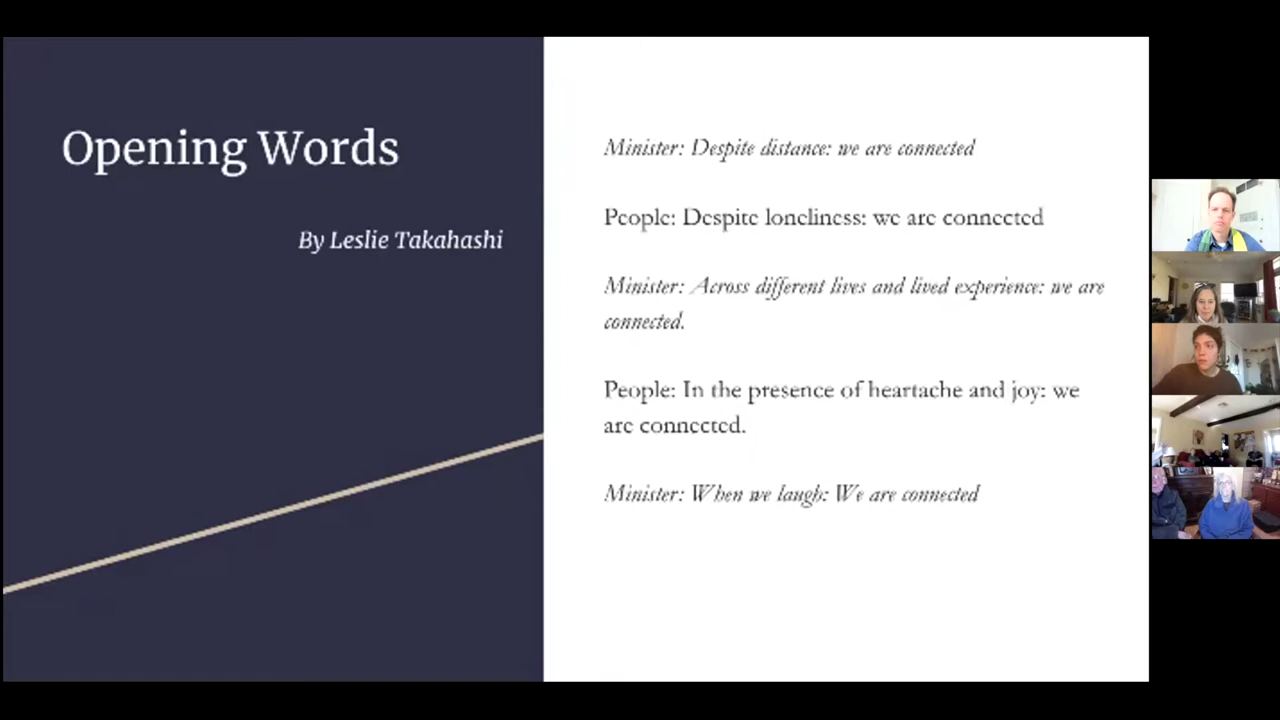 Opening Words
By Leslie Takahashi
Minister: Despite distance: we are connected
People: Despite loneliness: we are connected
Minister: Across different lives and lived experience: we are
connected.
People: In the presence of heartache and joy: we
are connected.
Minister: When we laugh: We are connected